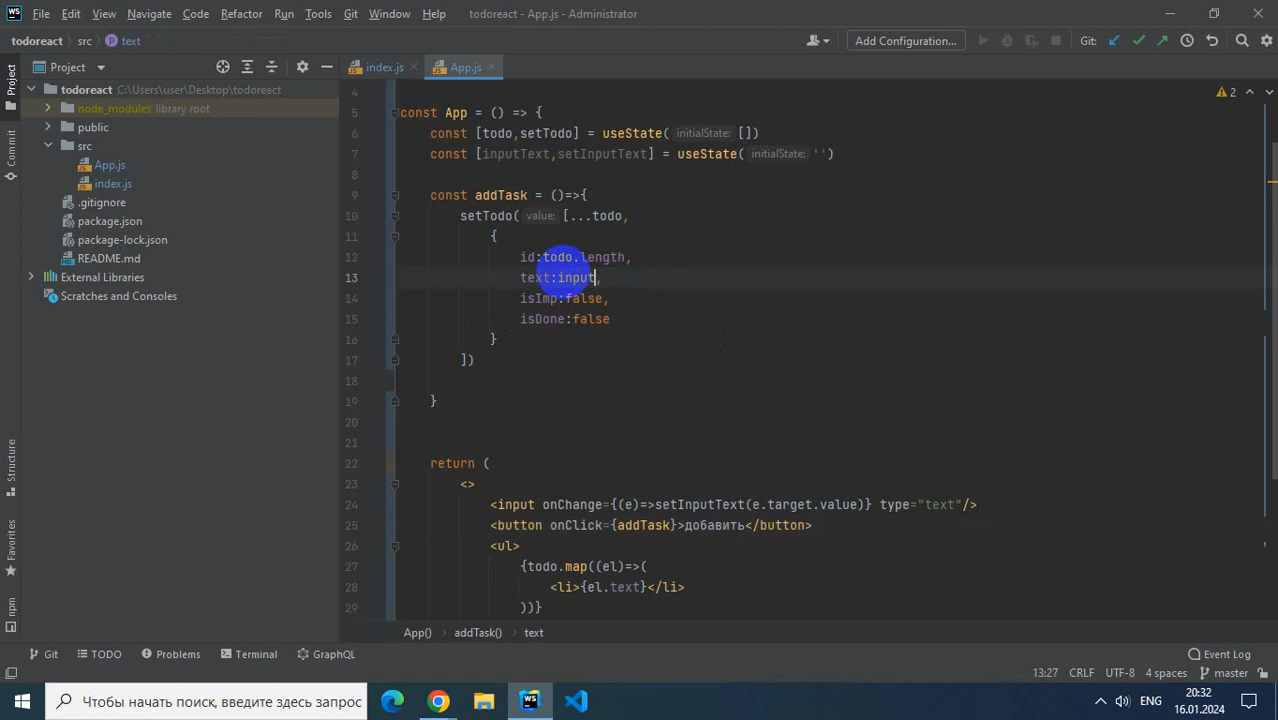 File Edit View Navigate Code Refactor Run Tools Git Window Help todoreact - App.js - Administrator
todoreact src text Add Configuration... Git:
Project index.js App.js
todoreact C:\Users\user\Desktop\todoreact
node_modules library root
public
src
App.js
index.js
.gitignore
package.json
package-lock.json
README.md
External Libraries
Scratches and Consoles
Project
Commit
Structure
Favorites
npm
2
4
5 const App = () => {
6 const [todo,setTodo] = useState( initialState: [])
7 const [inputText,setInputText] = useState( initialState: '')
8
9 const addTask = ()=>{
10 setTodo( value: [...todo,
11 {
12 id:todo.length,
13 text:input,
14 isImp:false,
15 isDone:false
16 }
17 ])
18
19 }
20
21
22 return (
23 <>
24 <input onChange={(e)=>setInputText(e.target.value)} type="text"/>
25 <button onClick={addTask}>добавить</button>
26 <ul>
27 {todo.map((el)=>(
28 <li>{el.text}</li>
29 ))}
App() addTask() text
Git TODO Problems Terminal GraphQL Event Log
13:27 CRLF UTF-8 4 spaces master
Чтобы начать поиск, введите здесь запрос
ENG 20:32
16.01.2024